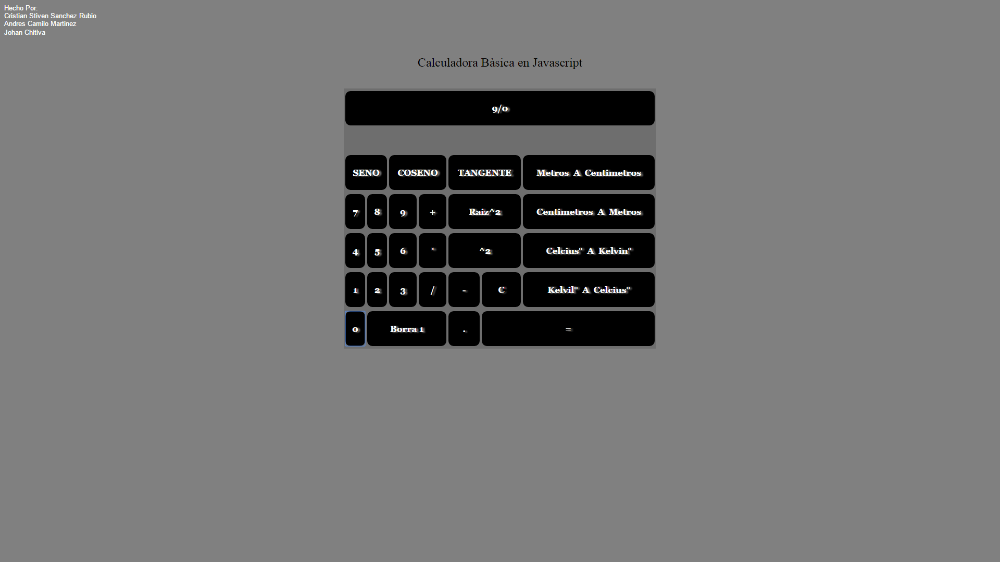 Hecho Por:
Cristian Stiven Sanchez Rubio
Andres Camilo Martinez
Johan Chitiva
Calculadora Bàsica en Javascript
9/0
SENO COSENO TANGENTE Metros A Centimetros
7 8 9 + Raiz^2 Centimetros A Metros
4 5 6 * ^2 Celcius° A Kelvin°
1 2 3 / - C Kelvil° A Celcius°
0 Borra 1 . =